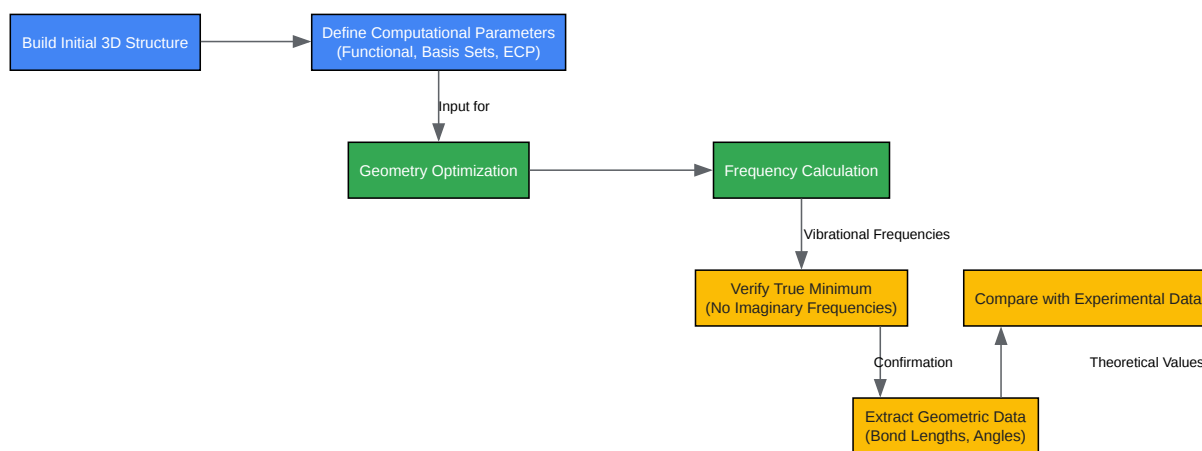 Build Initial 3D Structure
Define Computational Parameters
(Functional, Basis Sets, ECP)
Input for
Geometry Optimization
Frequency Calculation
Vibrational Frequencies
Verify True Minimum
(No Imaginary Frequencies)
Compare with Experimental Data
Confirmation
Theoretical Values
Extract Geometric Data
(Bond Lengths, Angles)